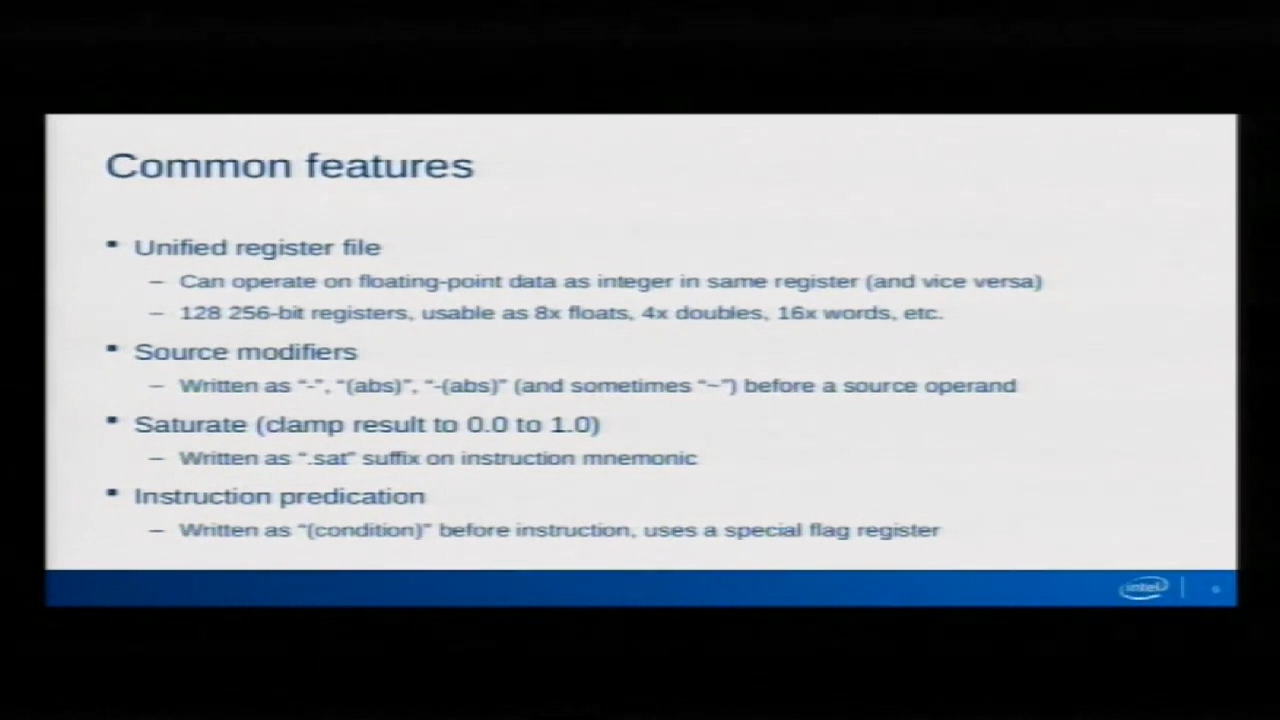 Common features
▪ Unified register file
– Can operate on floating-point data as integer in same register (and vice versa)
– 128 256-bit registers, usable as 8x floats, 4x doubles, 16x words, etc.
▪ Source modifiers
– Written as “-”, “(abs)”, “-(abs)” (and sometimes “~”) before a source operand
▪ Saturate (clamp result to 0.0 to 1.0)
– Written as “.sat” suffix on instruction mnemonic
▪ Instruction predication
– Written as “(condition)” before instruction, uses a special flag register
intel